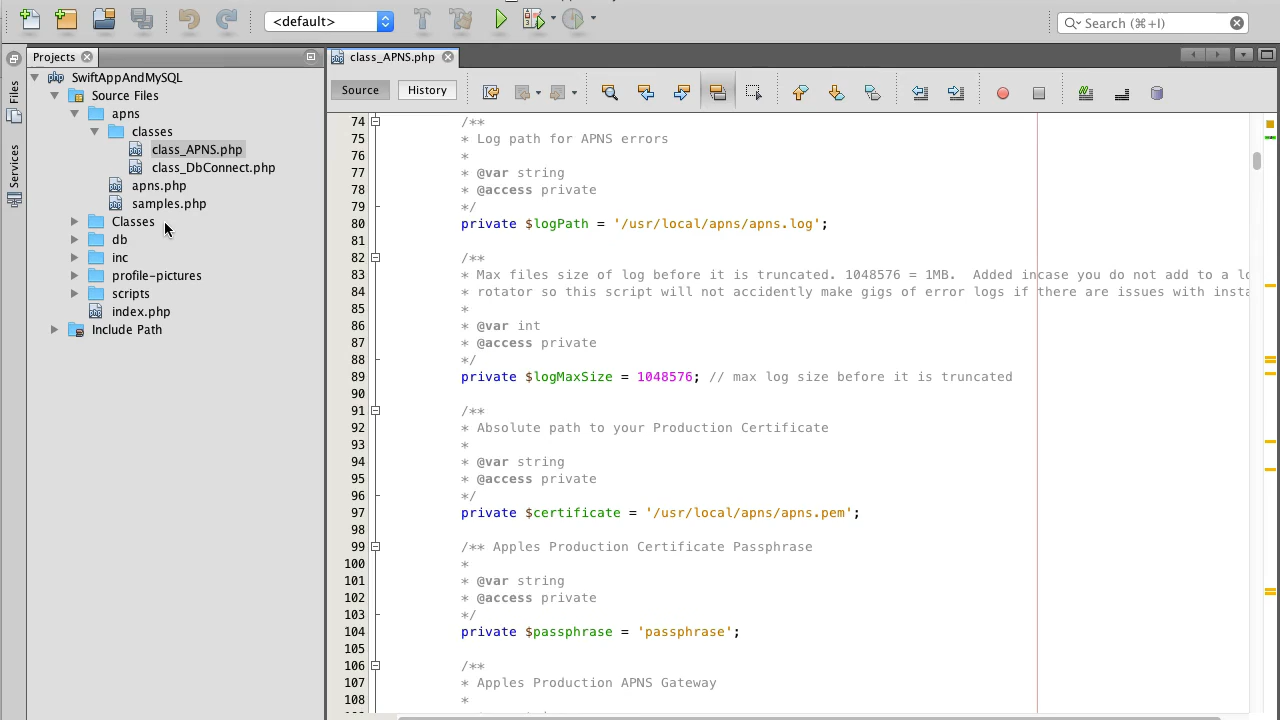 <default>
Search (⌘+I)
Projects
Files
Services
SwiftAppAndMySQL
Source Files
apns
classes
class_APNS.php
class_DbConnect.php
apns.php
samples.php
Classes
db
inc
profile-pictures
scripts
index.php
Include Path
class_APNS.php
Source
History
74 /**
75 * Log path for APNS errors
76 *
77 * @var string
78 * @access private
79 */
80 private $logPath = '/usr/local/apns/apns.log';
81
82 /**
83 * Max files size of log before it is truncated. 1048576 = 1MB.  Added incase you do not add to a lo
84 * rotator so this script will not accidently make gigs of error logs if there are issues with insta
85 *
86 * @var int
87 * @access private
88 */
89 private $logMaxSize = 1048576; // max log size before it is truncated
90
91 /**
92 * Absolute path to your Production Certificate
93 *
94 * @var string
95 * @access private
96 */
97 private $certificate = '/usr/local/apns/apns.pem';
98
99 /** Apples Production Certificate Passphrase
100 *
101 * @var string
102 * @access private
103 */
104 private $passphrase = 'passphrase';
105
106 /**
107 * Apples Production APNS Gateway
108 *